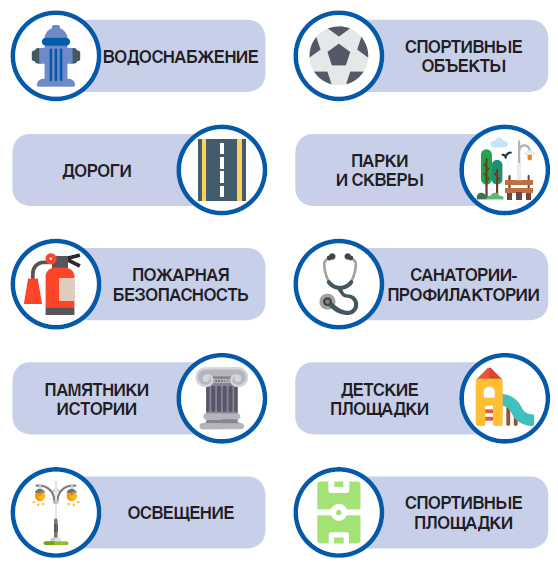 ВОДОСНАБЖЕНИЕ
СПОРТИВНЫЕ
ОБЪЕКТЫ
ДОРОГИ
ПАРКИ
И СКВЕРЫ
ПОЖАРНАЯ
БЕЗОПАСНОСТЬ
САНАТОРИИ-
ПРОФИЛАКТОРИИ
ПАМЯТНИКИ
ИСТОРИИ
ДЕТСКИЕ
ПЛОЩАДКИ
ОСВЕЩЕНИЕ
СПОРТИВНЫЕ
ПЛОЩАДКИ